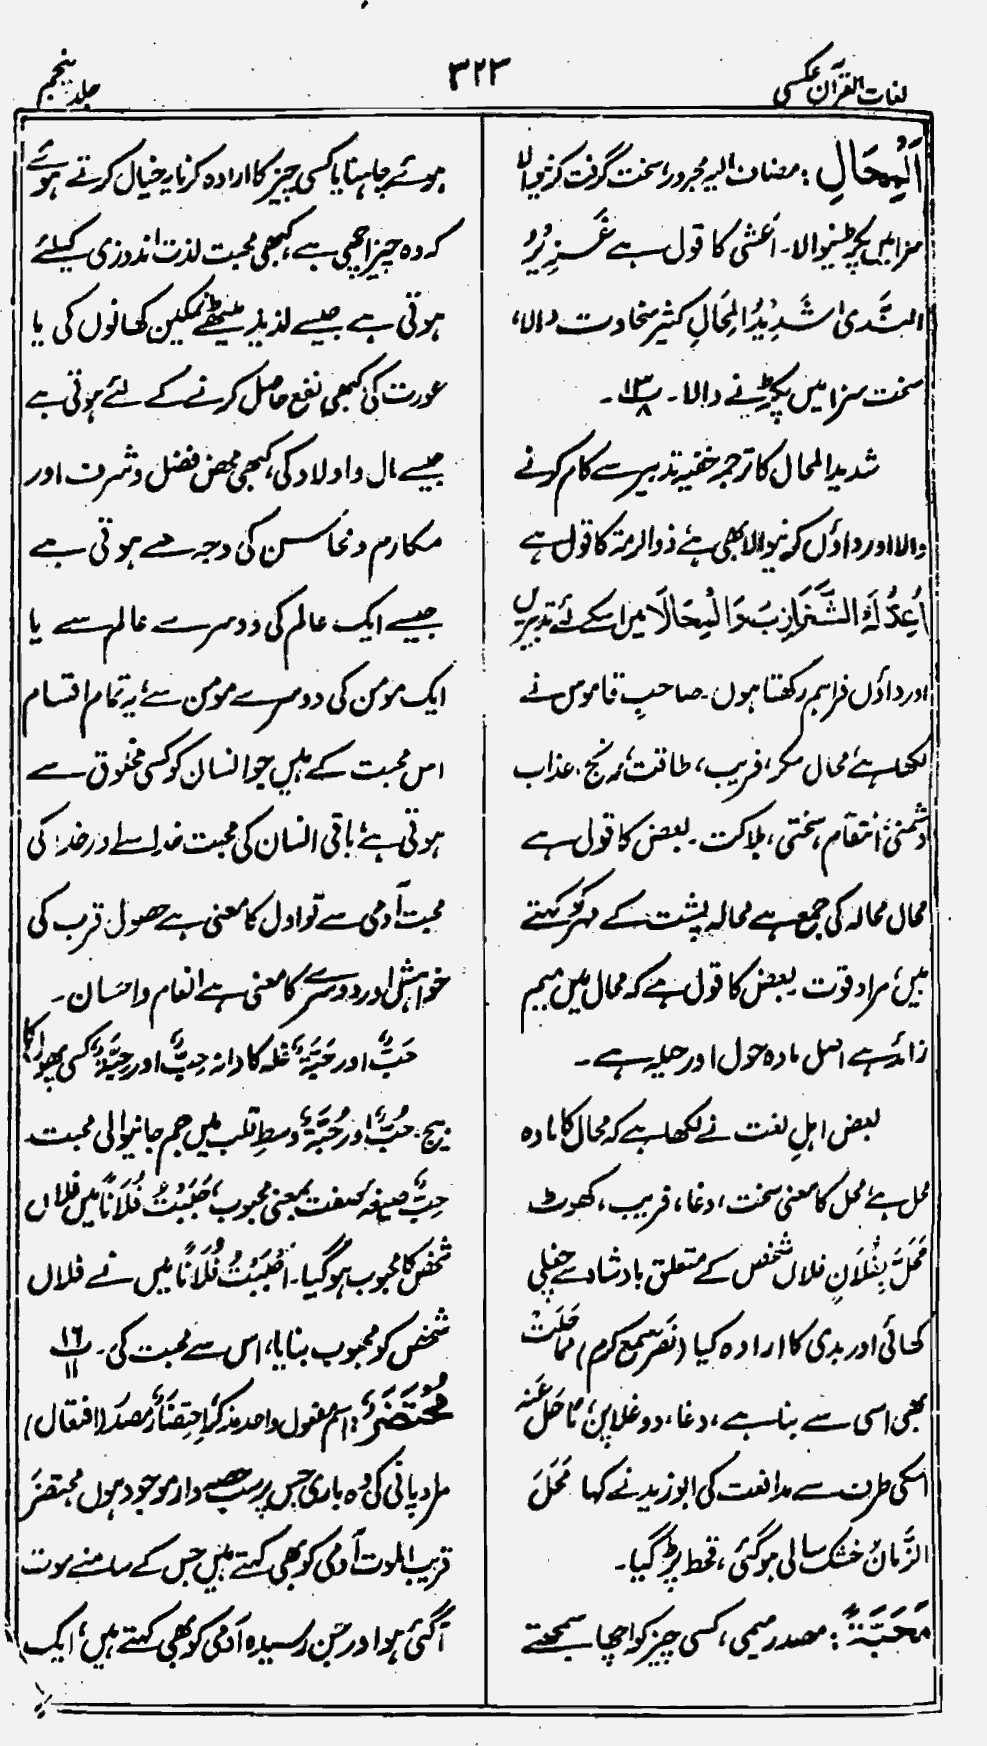 لغات القرآن عکسی
۳۲۳
جلد پنجم
اَلْمِحَالِ: مضاف الیہ مجرور، سخت گرفت کرنیوالا
سزا میں پکڑ لینے والا۔ اعشی کا قول ہے غَزِیْرُ
النَّدٰی شَدِیْدُ الْمِحَالِ کثیر سخاوت والا،
سخت سزا میں پکڑنے والا۔ ۱۳/۸۔
شدید المحال کا ترجمہ خفیہ تدبیر سے کام کرنے
والا اور داؤں کرنیوالا بھی ہے ذوالرمۃ کا قول ہے
اُعِدُّ لَہُ الشَّغَازِبَ وَالْمِحَالَا میں اسکے لئے تدبیریں
اور داؤں فراہم رکھتا ہوں۔ صاحبِ قاموس نے
لکھا ہے، محال مکر، فریب، طاقت، رنج، عذاب
دشمنی، انتقام، سختی، ہلاکت۔ بعض کا قول ہے
محال محالہ کی جمع ہے محالہ پشت کے مہرہ کو کہتے
ہیں، مراد قوت۔ بعض کا قول ہے کہ محال میں میم
زائد ہے اصل مادہ حول اور حیلہ ہے۔
بعض اہلِ لغت نے لکھا ہے کہ محال کا مادہ
محل ہے، محل کا معنی سخت، دغا، فریب، کھوٹ
مَحَلَ بِفُلَانٍ فلاں شخص کے متعلق بادشاہ سے چغلی
کھائی اور بدی کا ارادہ کیا (نَصَر سَمِع کَرم) مُمَاحَلَت
بھی اسی سے بنا ہے، دغا، دوغلا پن، مَاحَلَ عَنہُ
اسکی طرف سے مدافعت کی ابوزید نے کہا مَحَلَ
الزَّمَانُ خشک سالی ہوگئی، قحط پڑ گیا۔
مَحَبَّۃً: مصدر میمی، کسی چیز کو اچھا سمجھتے
ہوئے چاہنا یا کسی چیز کا ارادہ کرنا یہ خیال کرتے ہوئے
کہ وہ چیز اچھی ہے، کبھی محبت لذت اندوزی کیلئے
ہوتی ہے جیسے لذیذ میٹھے نمکین کھانوں کی یا
عورت کی کبھی نفع حاصل کرنے کے لئے ہوتی ہے
جیسے مال و اولاد کی، کبھی محض فضل و شرف اور
مکارم و محاسن کی وجہ سے ہوتی ہے
جیسے ایک عالم کی دوسرے عالم سے یا
ایک مومن کی دوسرے مومن سے، یہ تمام اقسام
اس محبت کے ہیں جو انسان کو کسی مخلوق سے
ہوتی ہے، باقی انسان کی محبت خدا سے اور خدا کی
محبت آدمی سے تو اول کا معنی ہے حصول قرب کی
خواہش اور دوسرے کا معنی ہے انعام و احسان۔
حَبٌّ اور حَبَّۃٌ غلہ کا دانہ حِبٌّ اور حِبَّۃٌ کسی پھول کا
بیج۔ حُبٌّ اور حُبَّۃٌ وسطِ قلب میں جم جانیوالی محبت
حِبٌّ صیغہ صفت بمعنی محبوب، حَبَبْتُ فُلَانًا میں فلاں
شخص کا محبوب ہوگیا۔ اَحْبَبْتُ فُلَانًا میں نے فلاں
شخص کو محبوب بنایا، اس سے محبت کی۔ ۱۶/۱۱
مُحْتَضَرٌ: اسم مفعول واحد مذکر اِحْتِضَارٌ مصدر (افتعال)
مراد پانی کی وہ باری جس پر سب حصے دار موجود ہوں محتضَر
قریب الموت آدمی کو بھی کہتے ہیں جس کے سامنے موت
آگئی ہو اور سن رسیدہ آدمی کو بھی کہتے ہیں، ایک